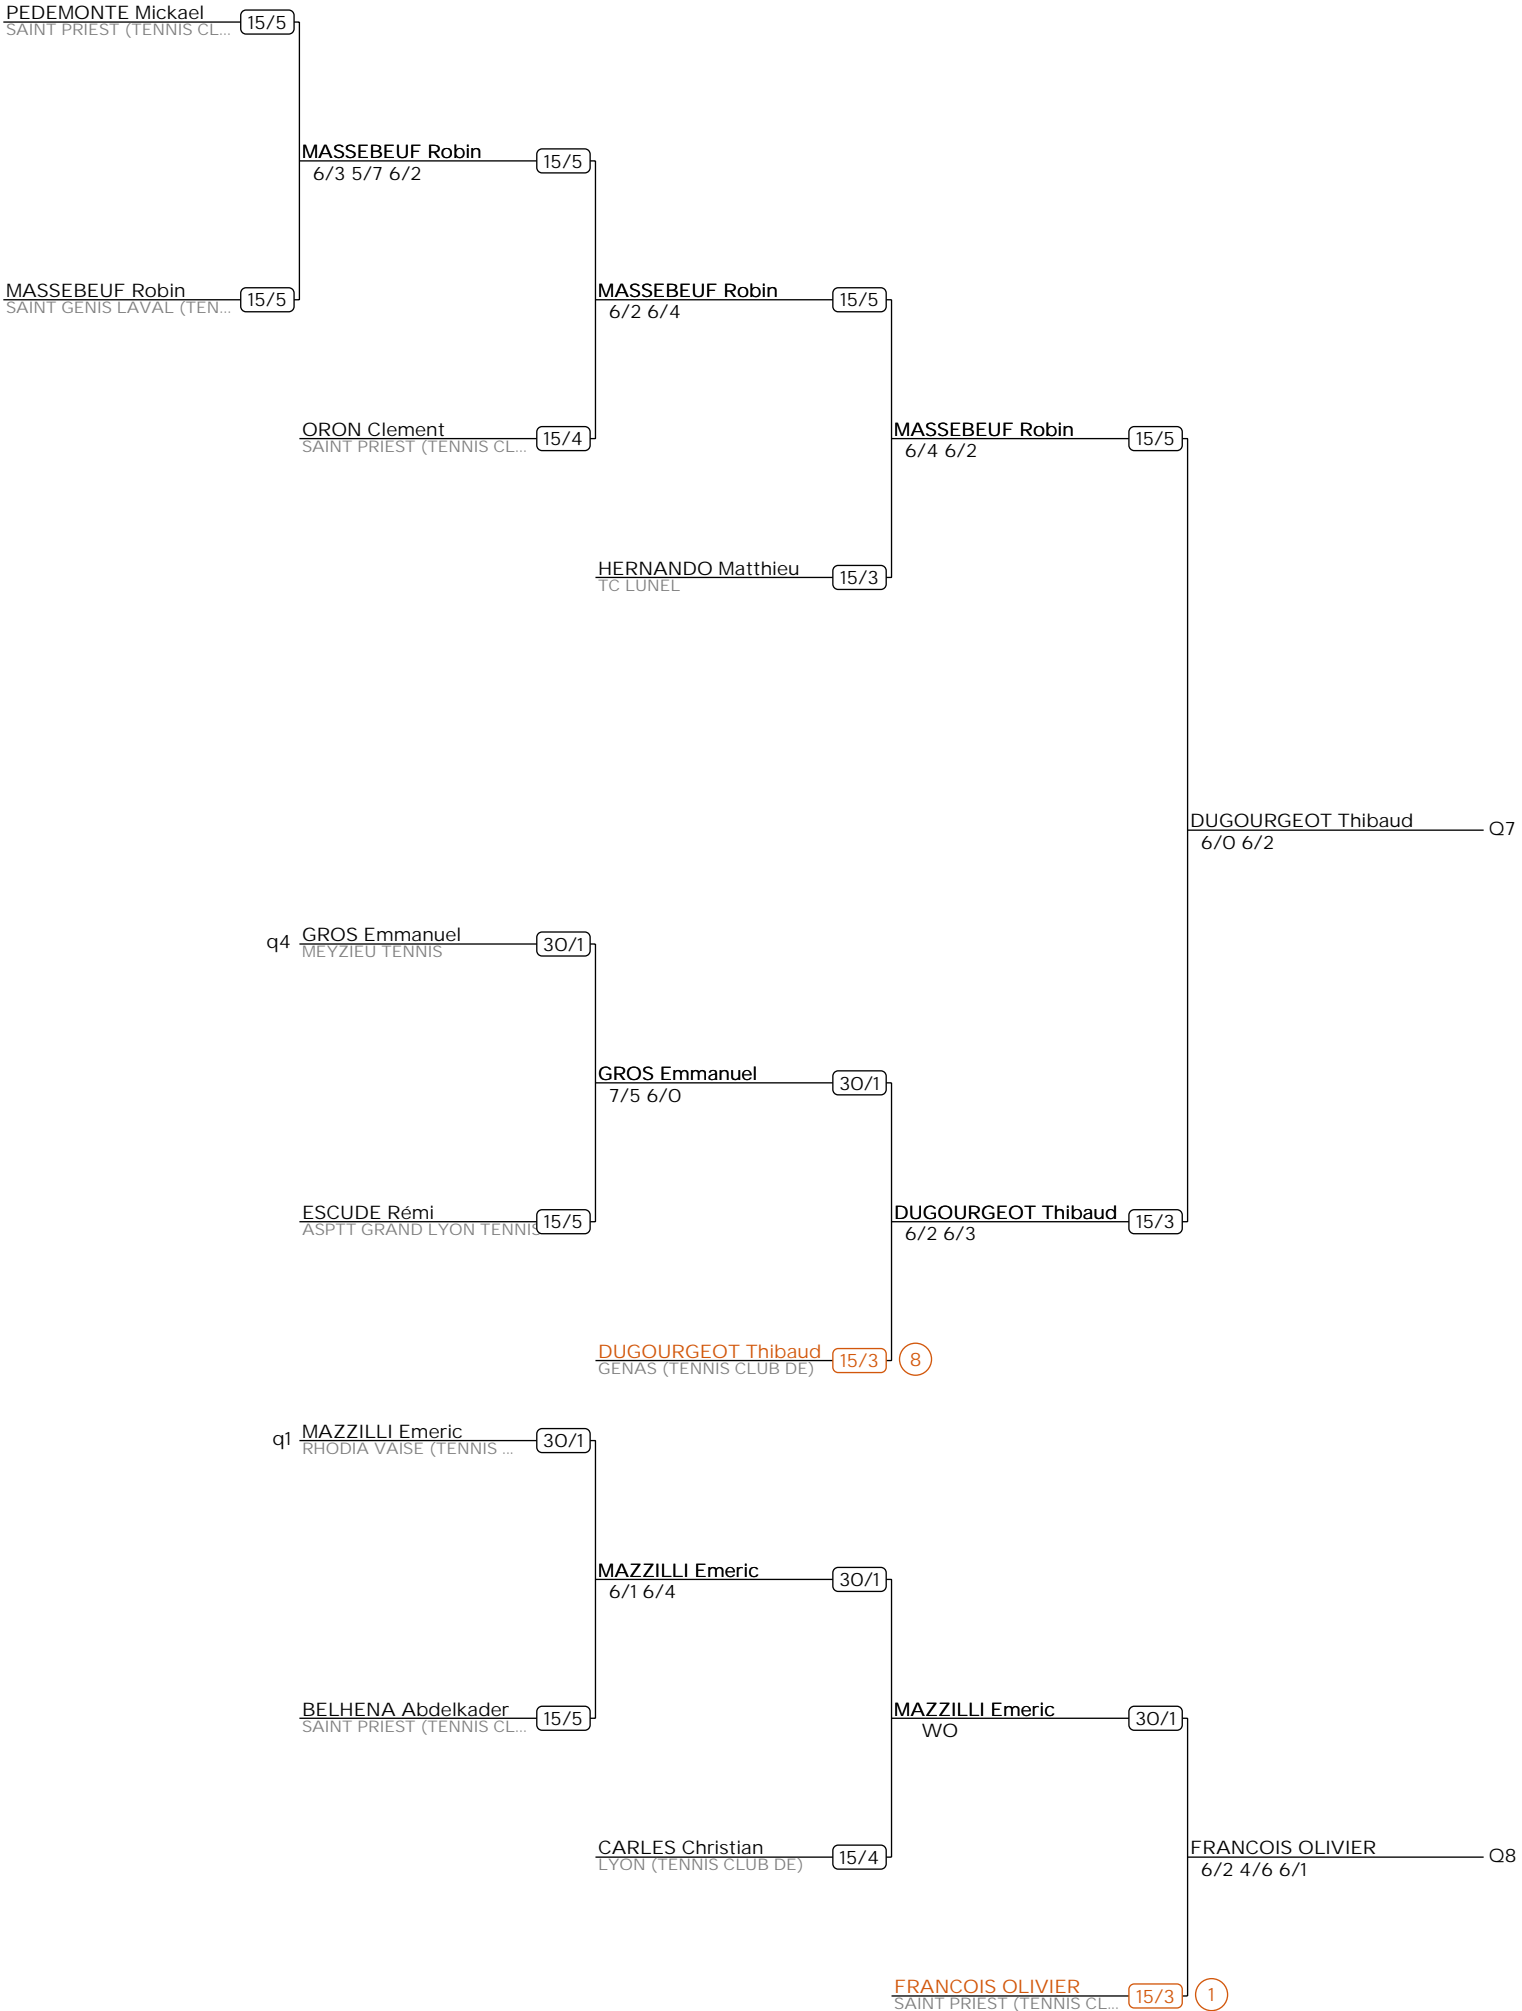 PEDEMONTE Mickael 15/5
SAINT PRIEST (TENNIS CL...
MASSEBEUF Robin 15/5
6/3 5/7 6/2
MASSEBEUF Robin 15/5
SAINT GENIS LAVAL (TEN...
MASSEBEUF Robin 15/5
6/2 6/4
ORON Clement 15/4
SAINT PRIEST (TENNIS CL...
MASSEBEUF Robin 15/5
6/4 6/2
HERNANDO Matthieu 15/3
TC LUNEL
DUGOURGEOT Thibaud Q7
6/0 6/2
q4 GROS Emmanuel 30/1
MEYZIEU TENNIS
GROS Emmanuel 30/1
7/5 6/0
ESCUDE Rémi 15/5
ASPTT GRAND LYON TENNIS
DUGOURGEOT Thibaud 15/3
6/2 6/3
DUGOURGEOT Thibaud 15/3 8
GENAS (TENNIS CLUB DE)
q1 MAZZILLI Emeric 30/1
RHODIA VAISE (TENNIS ...
MAZZILLI Emeric 30/1
6/1 6/4
BELHENA Abdelkader 15/5
SAINT PRIEST (TENNIS CL...
MAZZILLI Emeric 30/1
WO
CARLES Christian 15/4
LYON (TENNIS CLUB DE)
FRANCOIS OLIVIER Q8
6/2 4/6 6/1
FRANCOIS OLIVIER 15/3 1
SAINT PRIEST (TENNIS CL...